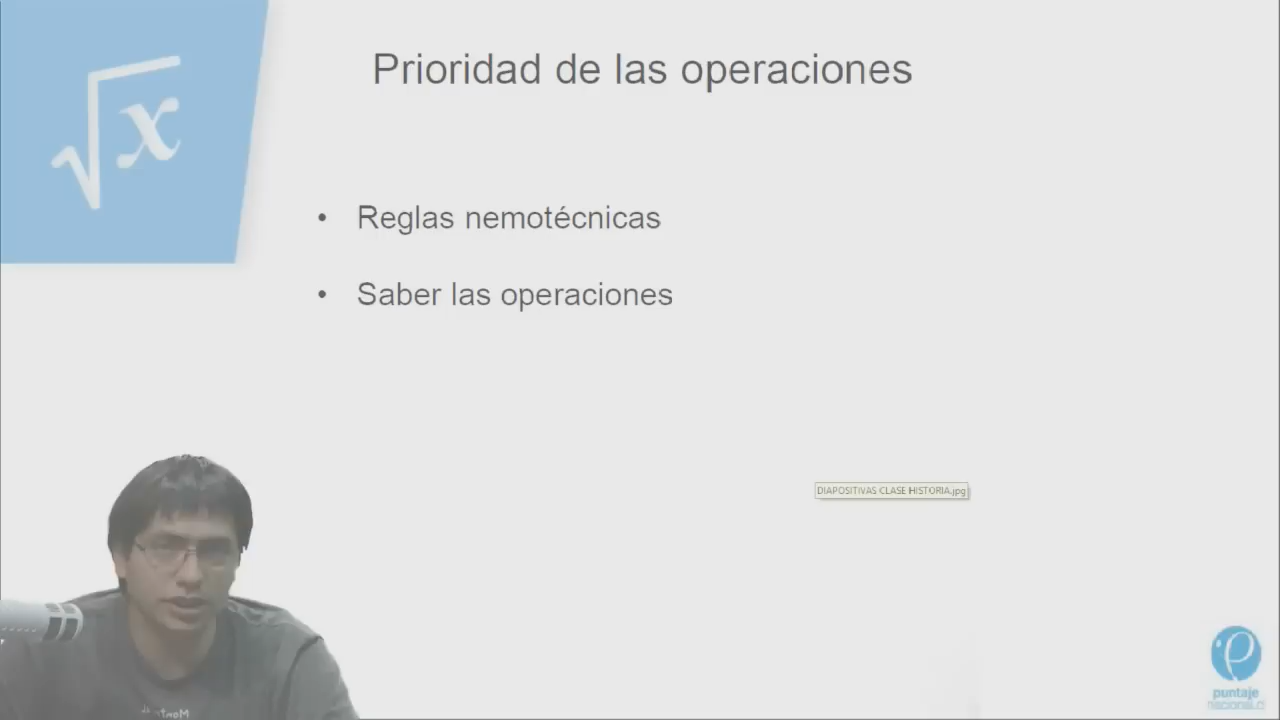 √x
Prioridad de las operaciones
• Reglas nemotécnicas
• Saber las operaciones
DIAPOSITIVAS CLASE HISTORIA.jpg
puntaje
nacional.cl